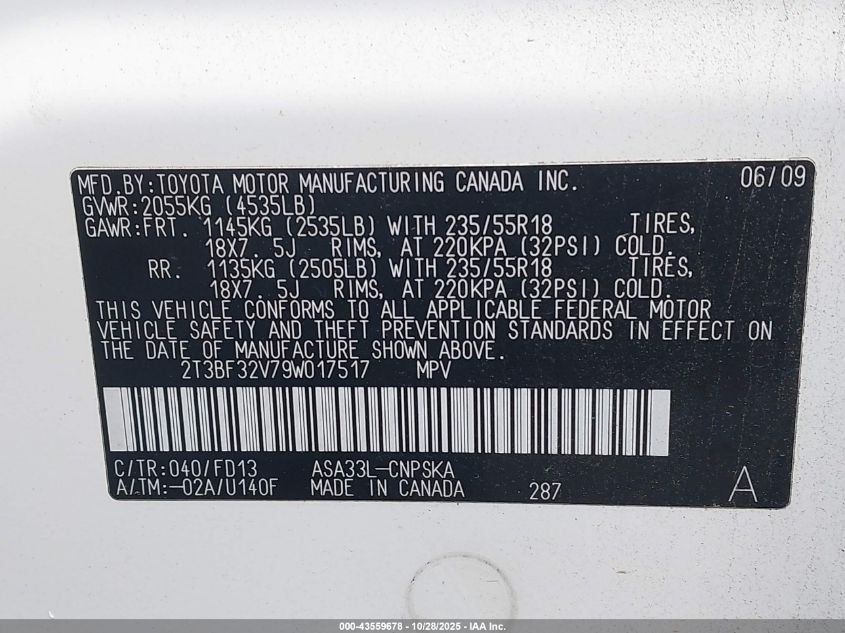 MFD.BY:TOYOTA MOTOR MANUFACTURING CANADA INC. 06/09
GVWR:2055KG (4535LB)
GAWR:FRT. 1145KG (2535LB) WITH 235/55R18 TIRES,
18X7. 5J RIMS, AT 220KPA (32PSI) COLD.
RR. 1135KG (2505LB) WITH 235/55R18 TIRES,
18X7. 5J RIMS, AT 220KPA (32PSI) COLD.
THIS VEHICLE CONFORMS TO ALL APPLICABLE FEDERAL MOTOR
VEHICLE SAFETY AND THEFT PREVENTION STANDARDS IN EFFECT ON
THE DATE OF MANUFACTURE SHOWN ABOVE.
2T3BF32V79W017517 MPV
C/TR:040/FD13 ASA33L-CNPSKA
A/TM:-02A/U140F MADE IN CANADA 287 A
000-43559678 - 10/28/2025 - IAA Inc.